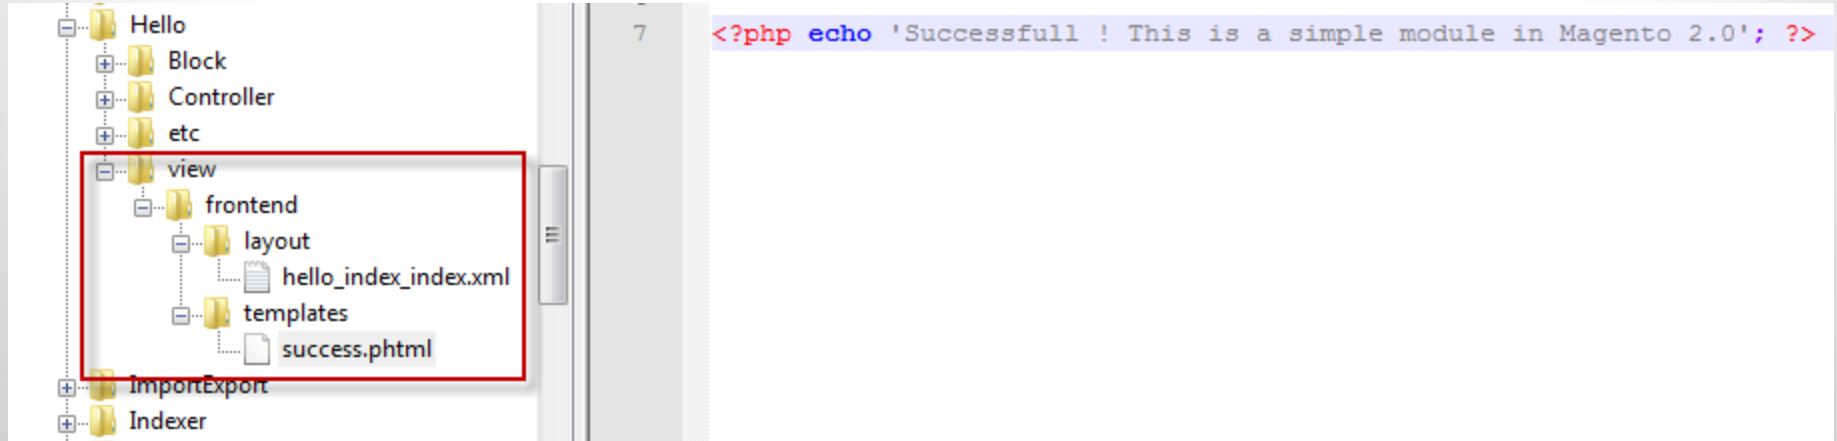 Hello
Block
Controller
etc
view
frontend
layout
hello_index_index.xml
templates
success.phtml
ImportExport
Indexer
7
<?php echo 'Successfull ! This is a simple module in Magento 2.0'; ?>